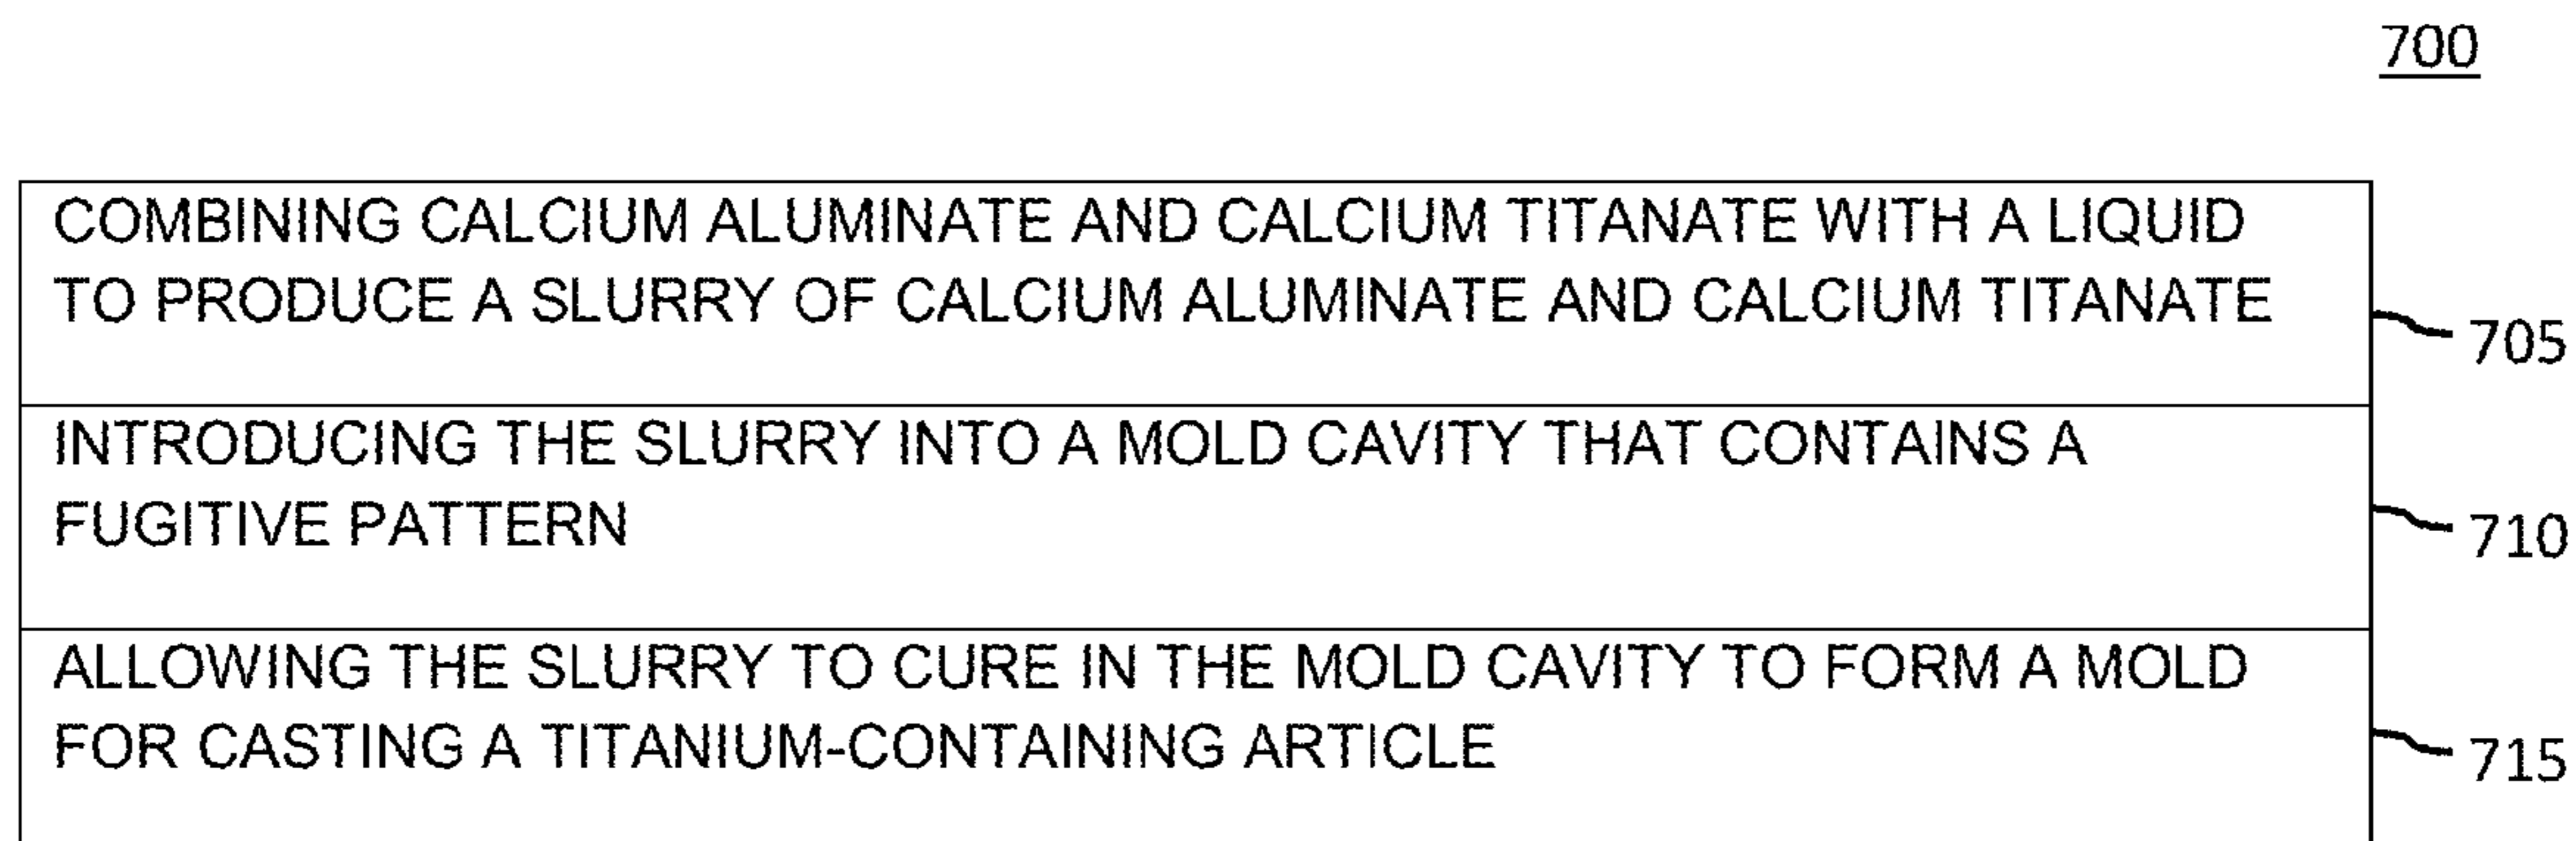 700
COMBINING CALCIUM ALUMINATE AND CALCIUM TITANATE WITH A LIQUID
TO PRODUCE A SLURRY OF CALCIUM ALUMINATE AND CALCIUM TITANATE
705
INTRODUCING THE SLURRY INTO A MOLD CAVITY THAT CONTAINS A
FUGITIVE PATTERN
710
ALLOWING THE SLURRY TO CURE IN THE MOLD CAVITY TO FORM A MOLD
FOR CASTING A TITANIUM-CONTAINING ARTICLE
715